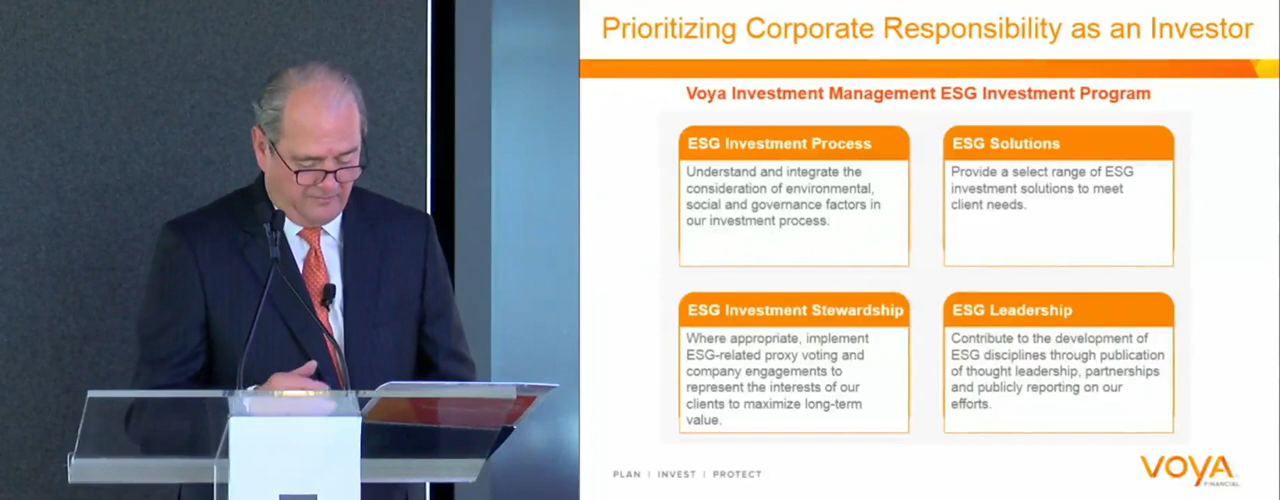 Prioritizing Corporate Responsibility as an Investor
Voya Investment Management ESG Investment Program
ESG Investment Process
Understand and integrate the
consideration of environmental,
social and governance factors in
our investment process.
ESG Solutions
Provide a select range of ESG
investment solutions to meet
client needs.
ESG Investment Stewardship
Where appropriate, implement
ESG-related proxy voting and
company engagements to
represent the interests of our
clients to maximize long-term
value.
ESG Leadership
Contribute to the development of
ESG disciplines through publication
of thought leadership, partnerships
and publicly reporting on our
efforts.
PLAN | INVEST | PROTECT
VOYA
FINANCIAL